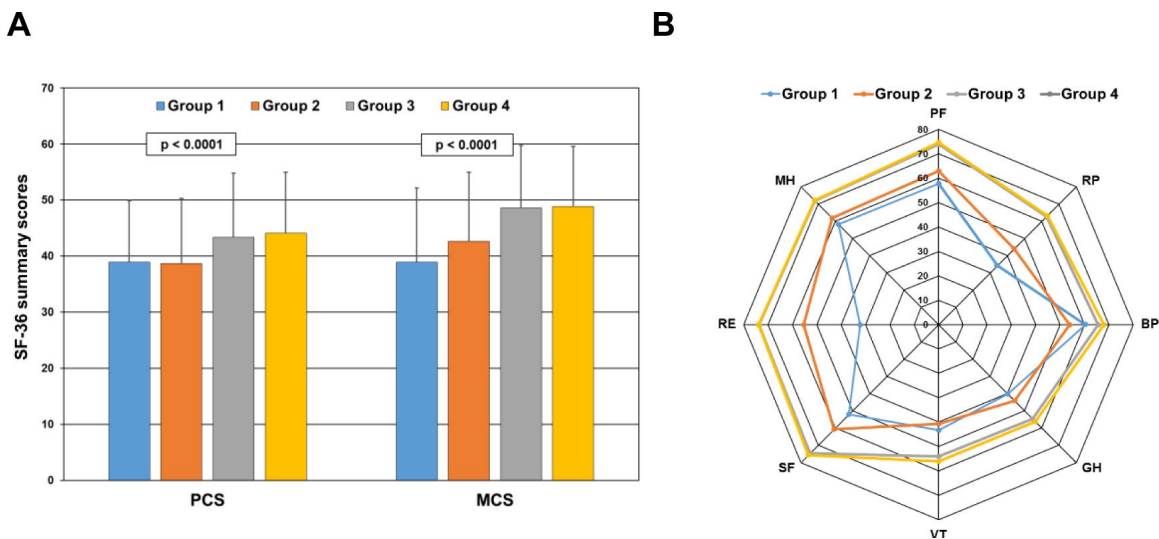 A
SF-36 summary scores
70
60
50
40
30
20
10
0
Group 1 Group 2 Group 3 Group 4
p < 0.0001 p < 0.0001
PCS MCS
B
Group 1 Group 2 Group 3 Group 4
PF
RP
BP
GH
VT
SF
RE
MH
80
70
60
50
40
30
20
10
0